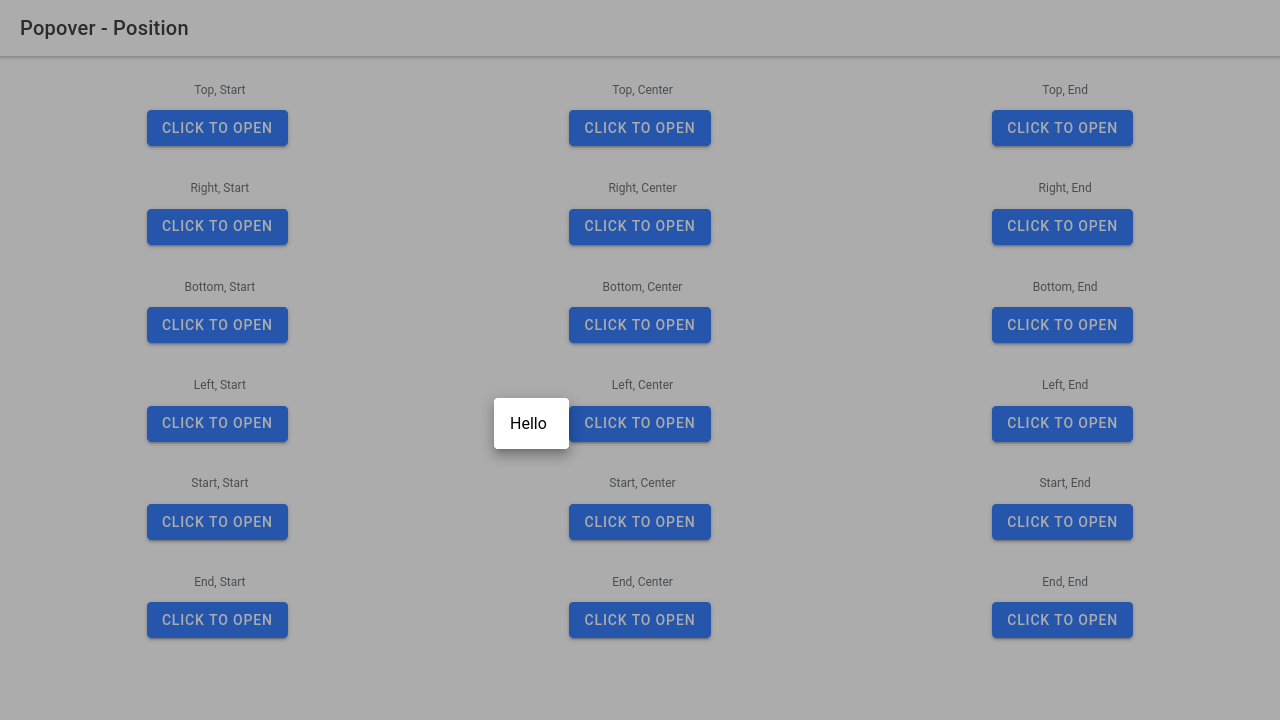 Popover - Position
Top, Start
Top, Center
Top, End
CLICK TO OPEN
CLICK TO OPEN
CLICK TO OPEN
Right, Start
Right, Center
Right, End
CLICK TO OPEN
CLICK TO OPEN
CLICK TO OPEN
Bottom, Start
Bottom, Center
Bottom, End
CLICK TO OPEN
CLICK TO OPEN
CLICK TO OPEN
Left, Start
Left, Center
Left, End
CLICK TO OPEN
Hello
CLICK TO OPEN
CLICK TO OPEN
Start, Start
Start, Center
Start, End
CLICK TO OPEN
CLICK TO OPEN
CLICK TO OPEN
End, Start
End, Center
End, End
CLICK TO OPEN
CLICK TO OPEN
CLICK TO OPEN